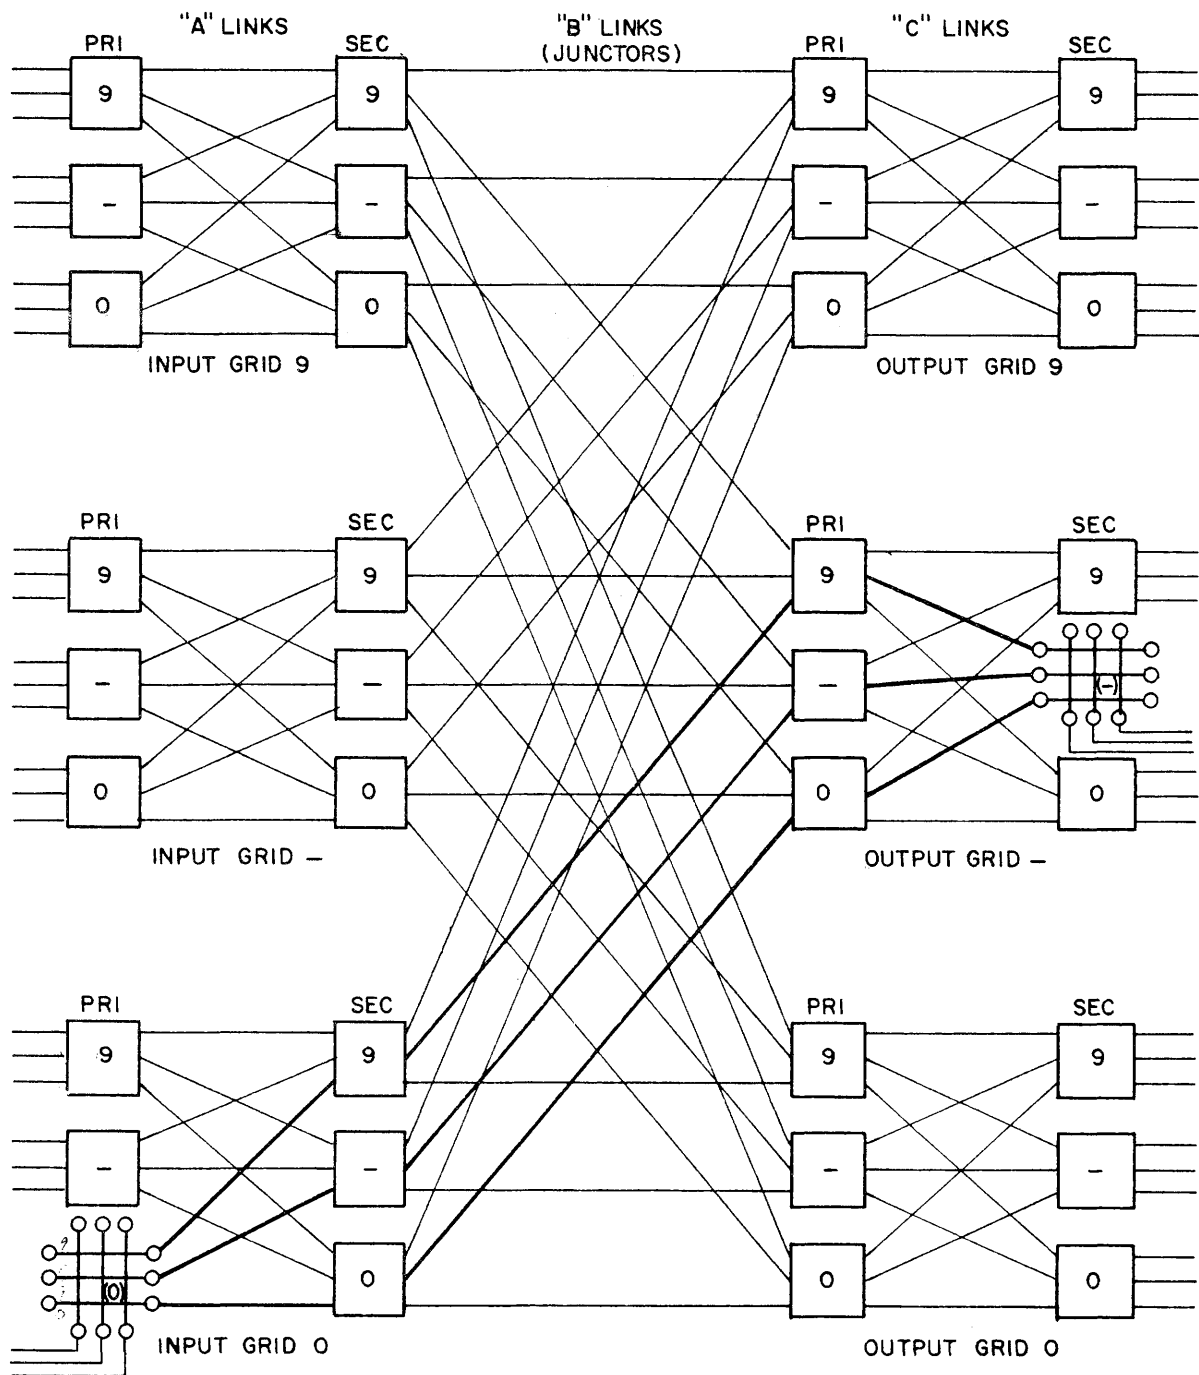 "A" LINKS
"B" LINKS
(JUNCTORS)
"C" LINKS
PRI
SEC
PRI
SEC
9
9
9
9
–
–
–
–
0
0
0
0
INPUT GRID 9
OUTPUT GRID 9
PRI
SEC
PRI
SEC
9
9
9
9
–
–
–
(–)
0
0
0
0
INPUT GRID –
OUTPUT GRID –
PRI
SEC
PRI
SEC
9
9
9
9
–
–
–
–
(0)
0
0
0
INPUT GRID 0
OUTPUT GRID 0